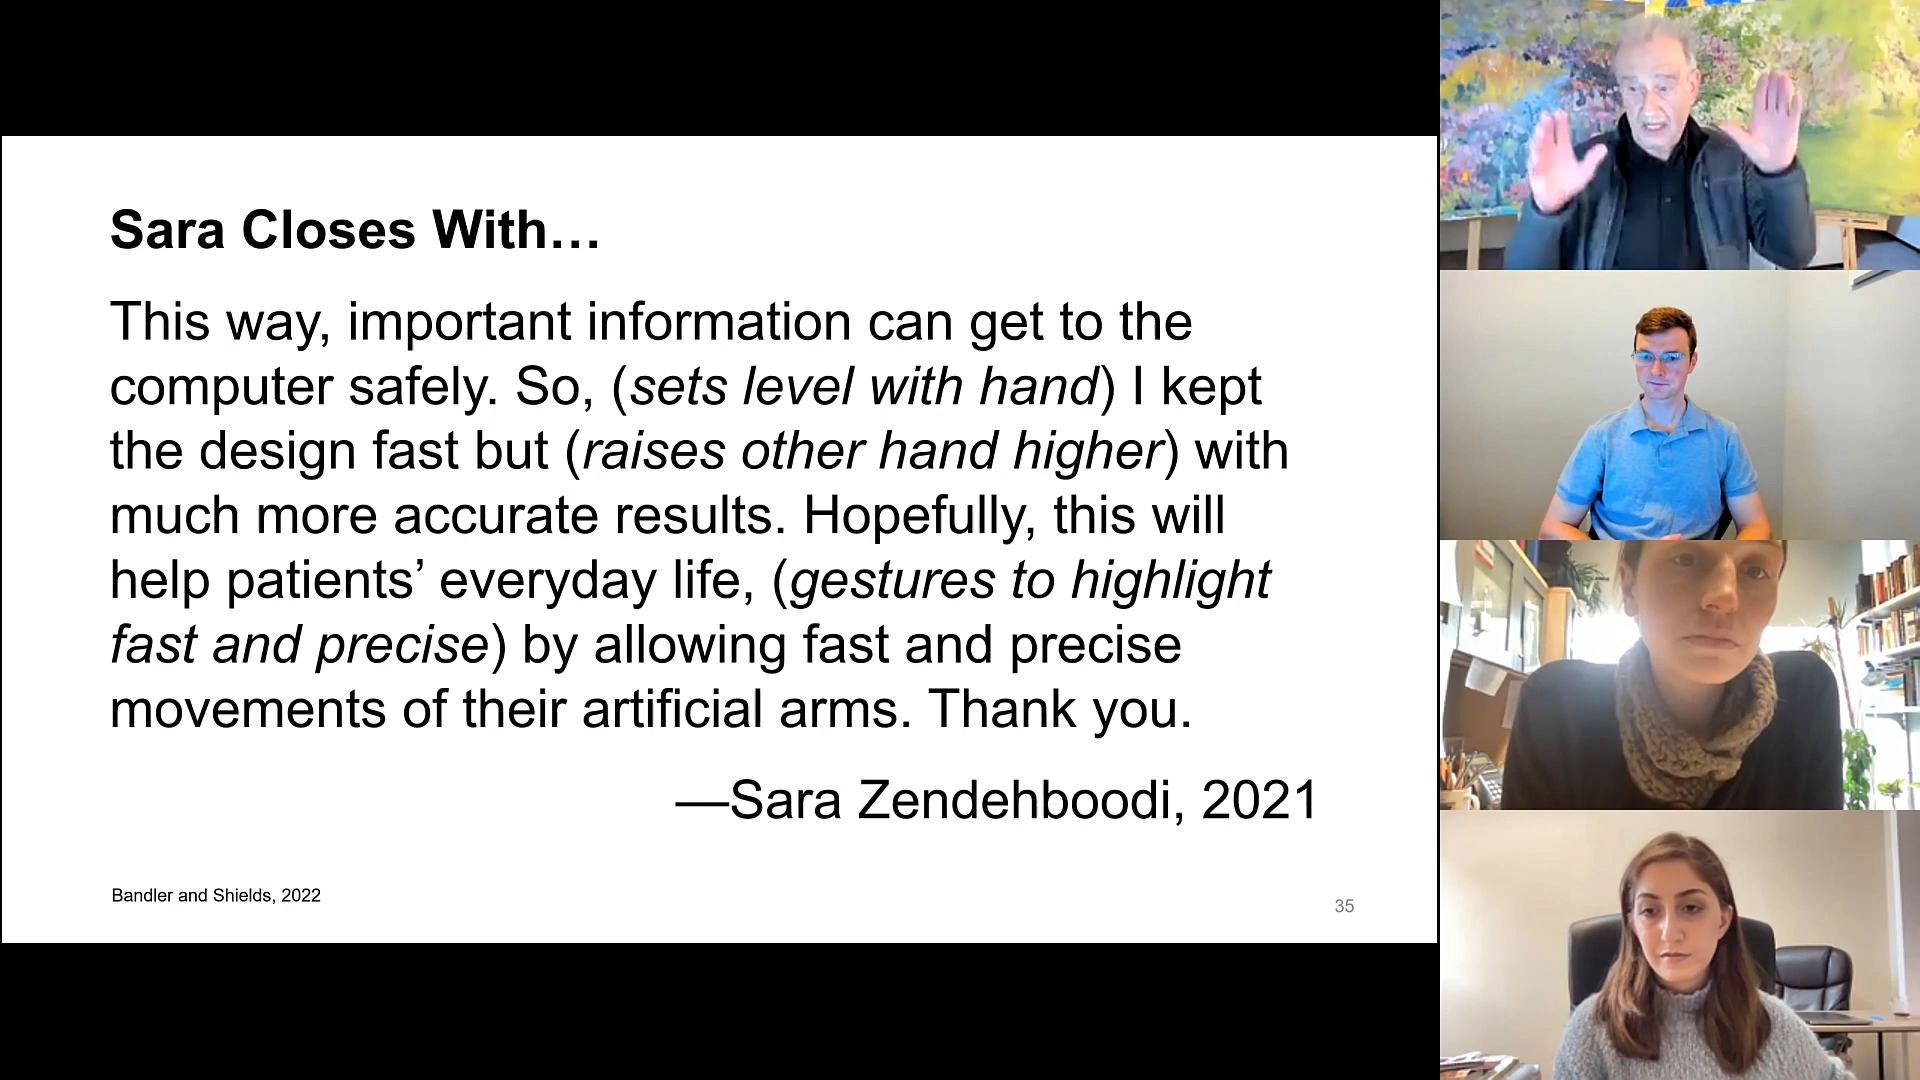 Sara Closes With…
This way, important information can get to the
computer safely. So, (sets level with hand) I kept
the design fast but (raises other hand higher) with
much more accurate results. Hopefully, this will
help patients’ everyday life, (gestures to highlight
fast and precise) by allowing fast and precise
movements of their artificial arms. Thank you.
—Sara Zendehboodi, 2021
Bandler and Shields, 2022
35